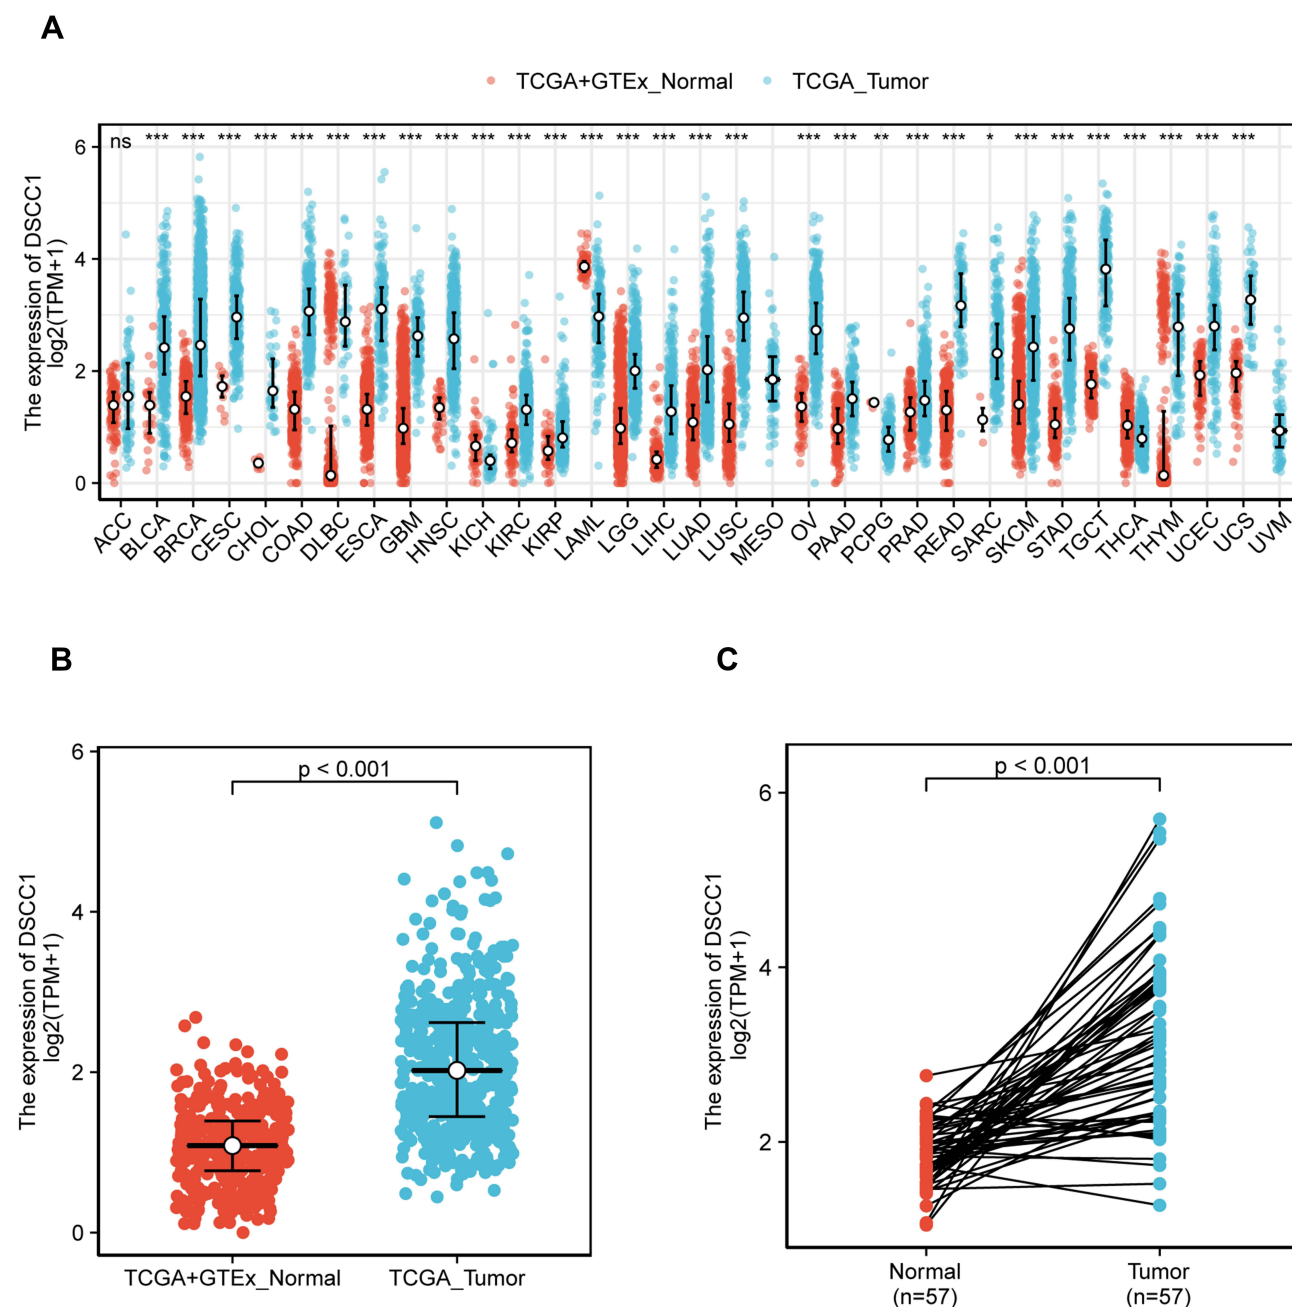 A
TCGA+GTEx_Normal TCGA_Tumor
The expression of DSCC1
log2(TPM+1)
ns *** *** *** *** *** *** *** *** *** *** *** *** *** *** *** *** *** *** *** ** *** *** * *** *** *** *** *** *** ***
6
4
2
0
ACC BLCA BRCA CESC CHOL COAD DLBC ESCA GBM HNSC KICH KIRC KIRP LAML LGG LIHC LUAD LUSC MESO OV PAAD PCPG PRAD READ SARC SKCM STAD TGCT THCA THYM UCEC UCS UVM
B
The expression of DSCC1
log2(TPM+1)
6
4
2
0
p < 0.001
TCGA+GTEx_Normal TCGA_Tumor
C
The expression of DSCC1
log2(TPM+1)
6
4
2
p < 0.001
Normal
(n=57)
Tumor
(n=57)